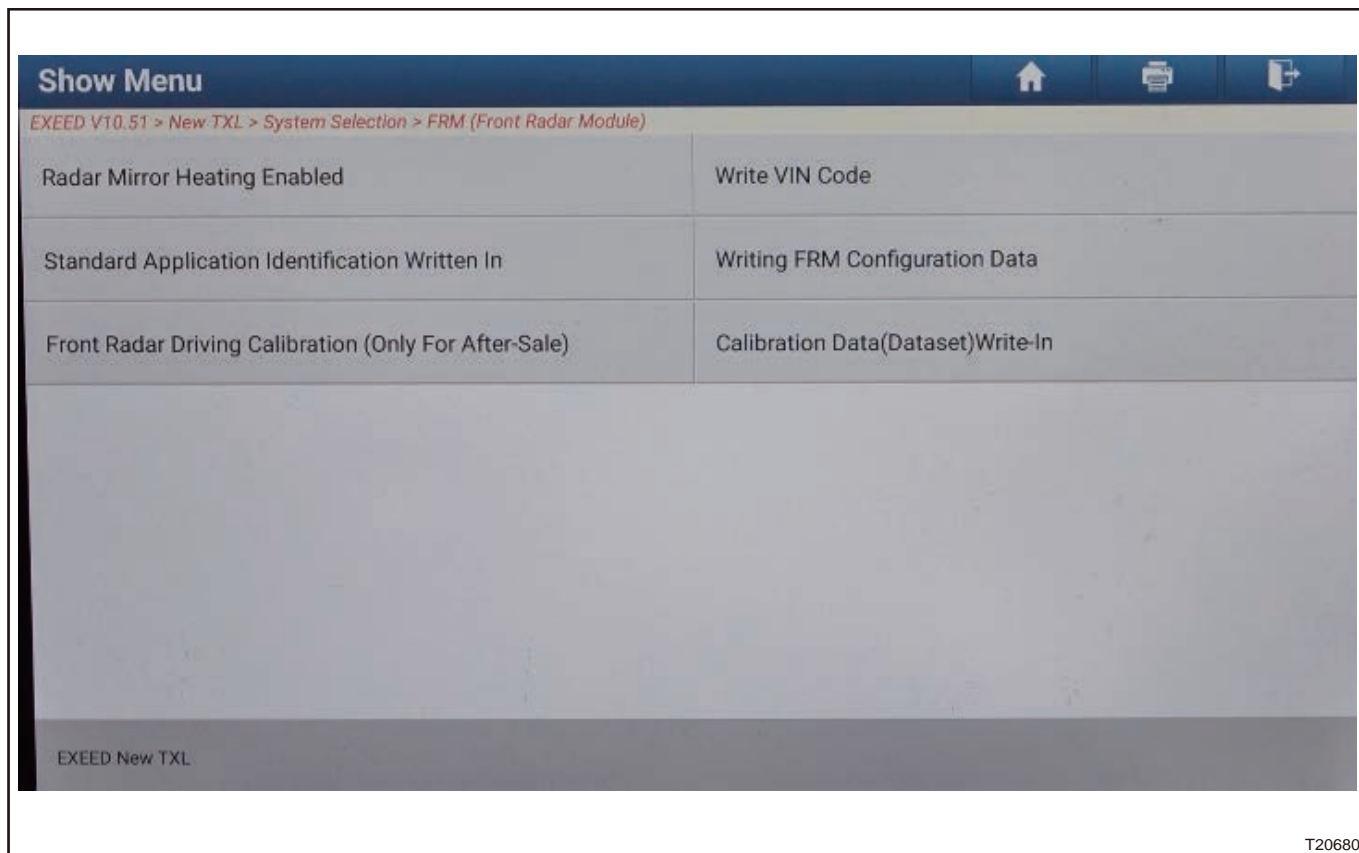 Show Menu
EXEED V10.51 > New TXL > System Selection > FRM (Front Radar Module)
Radar Mirror Heating Enabled
Write VIN Code
Standard Application Identification Written In
Writing FRM Configuration Data
Front Radar Driving Calibration (Only For After-Sale)
Calibration Data(Dataset)Write-In
EXEED New TXL
T20680